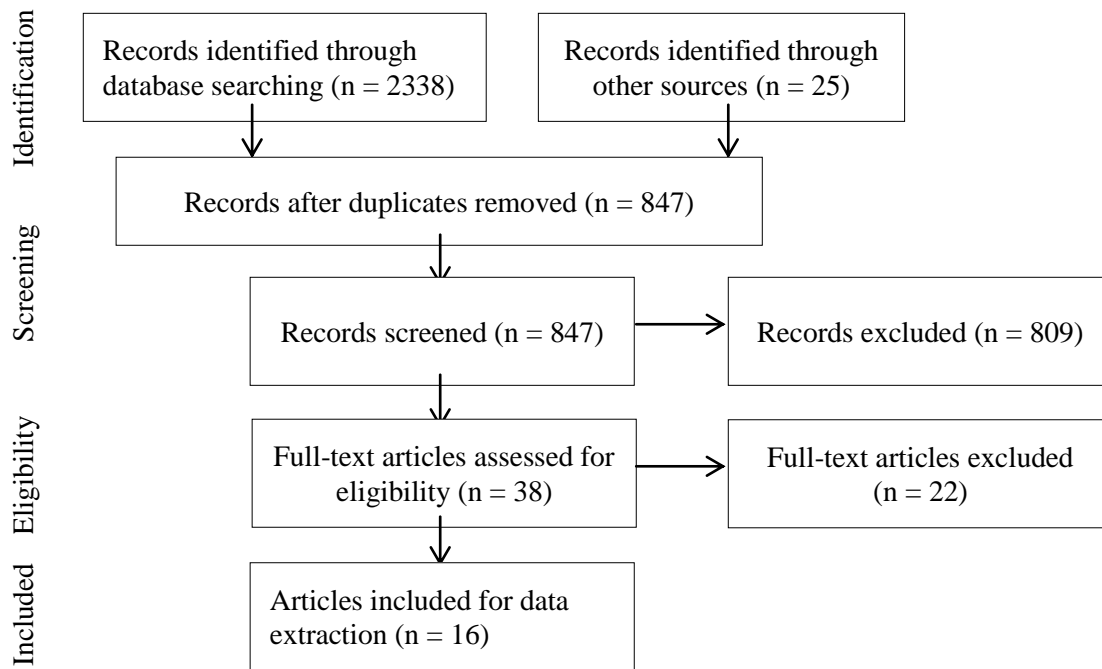 Identification
Records identified through
database searching (n = 2338)
Records identified through
other sources (n = 25)
Records after duplicates removed (n = 847)
Screening
Records screened (n = 847)
Records excluded (n = 809)
Eligibility
Full-text articles assessed for
eligibility (n = 38)
Full-text articles excluded
(n = 22)
Included
Articles included for data
extraction (n = 16)